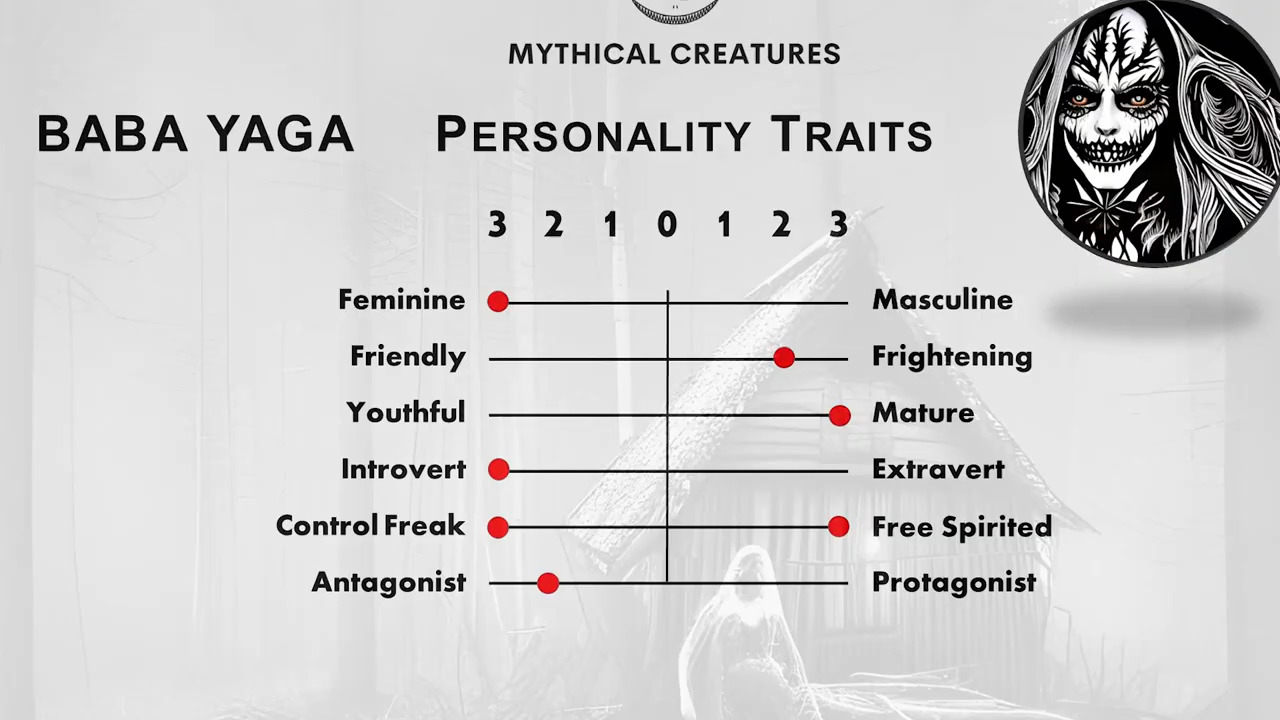 MYTHICAL CREATURES
BABA YAGA PERSONALITY TRAITS
3 2 1 0 1 2 3
Feminine Masculine
Friendly Frightening
Youthful Mature
Introvert Extravert
Control Freak Free Spirited
Antagonist Protagonist